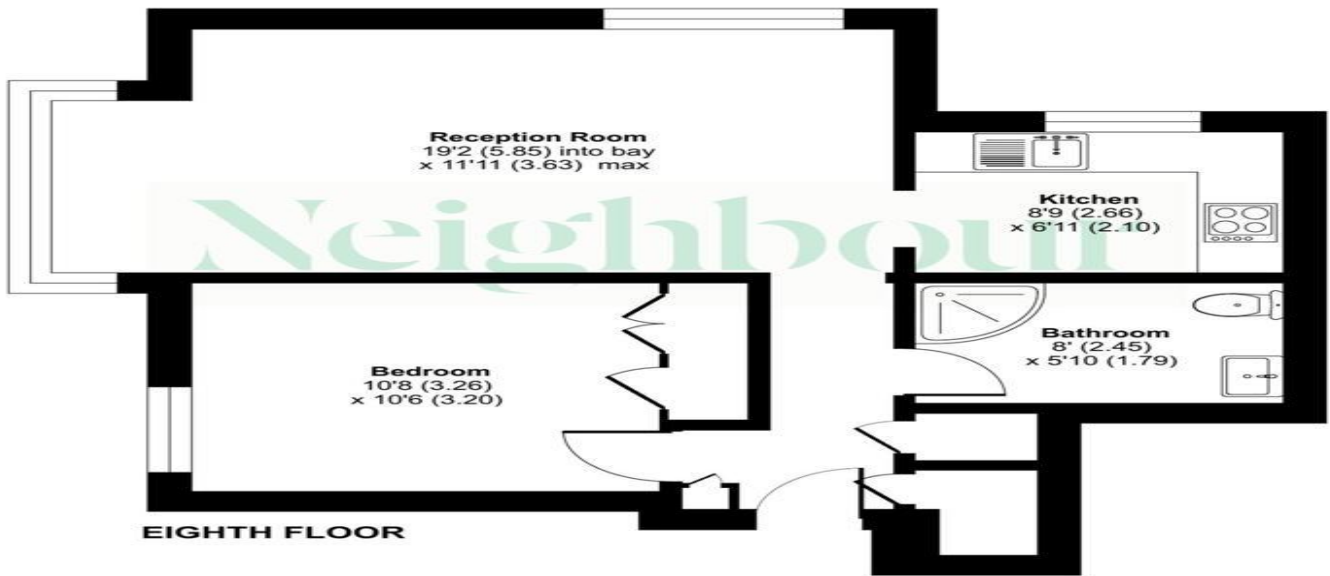 Reception Room
19'2 (5.85) into bay
x 11'11 (3.63) max
Neighbour
Kitchen
8'9 (2.66)
x 6'11 (2.10)
Bathroom
8' (2.45)
x 5'10 (1.79)
Bedroom
10'8 (3.26)
x 10'6 (3.20)
EIGHTH FLOOR